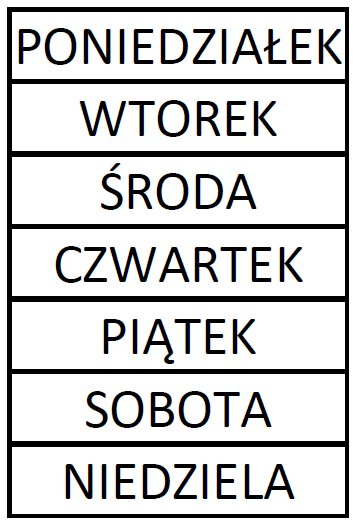 PONIEDZIAŁEK
WTOREK
ŚRODA
CZWARTEK
PIĄTEK
SOBOTA
NIEDZIELA